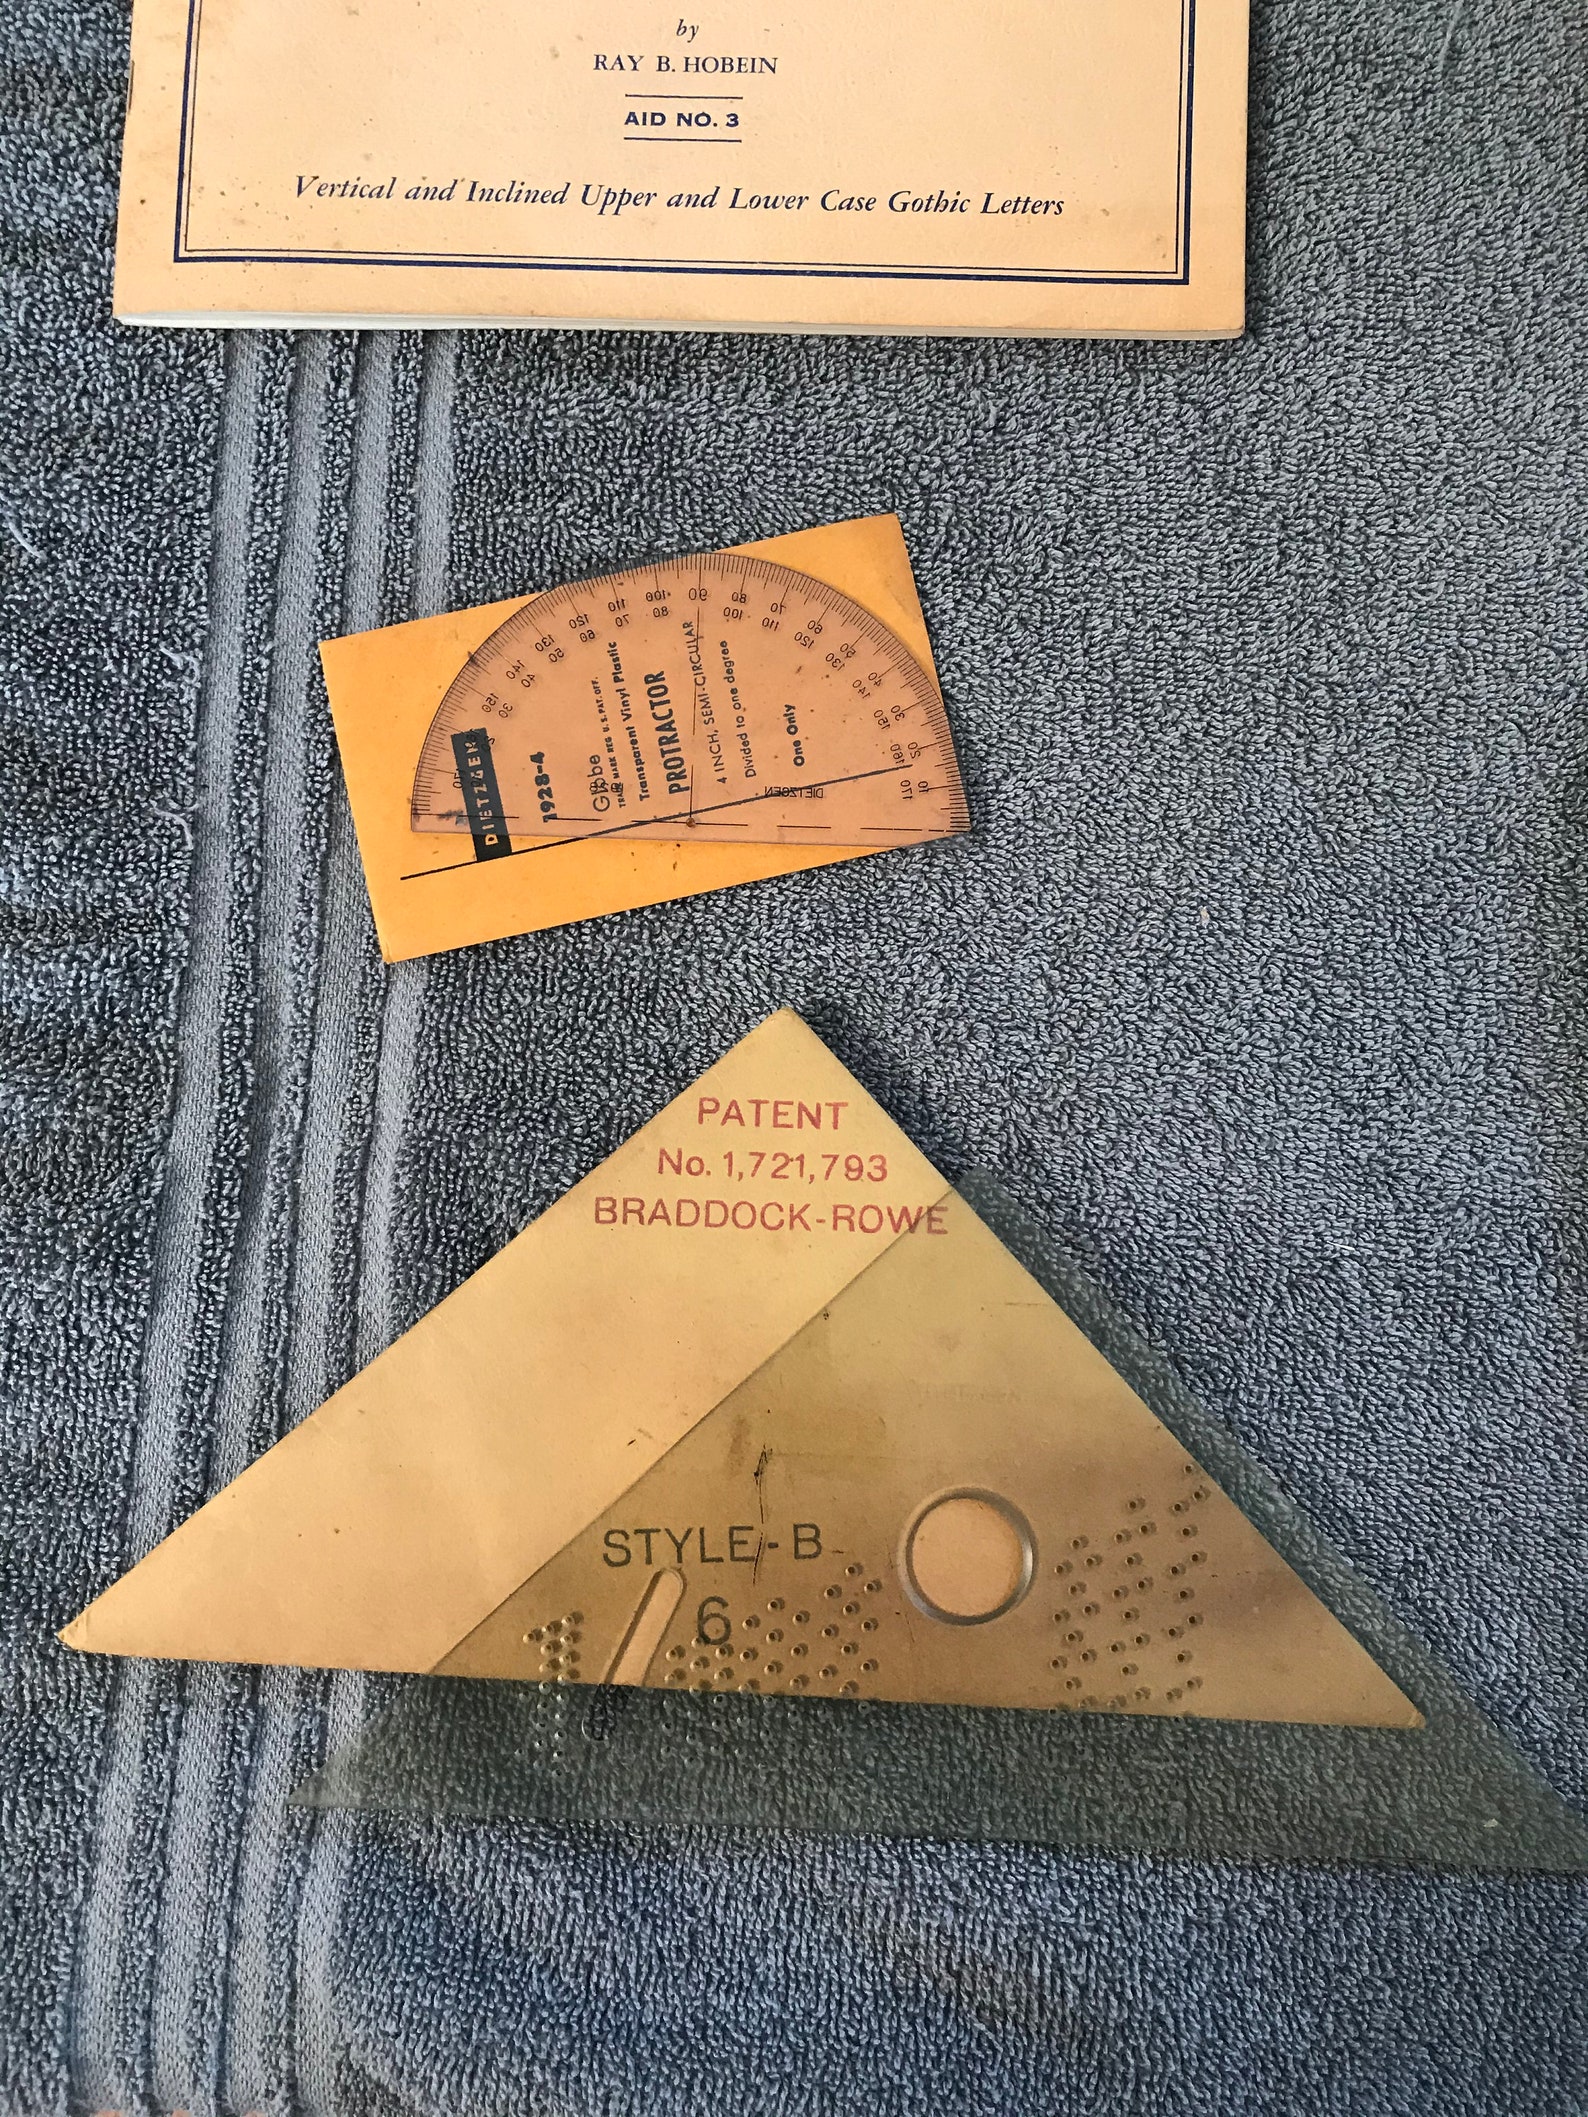 by
RAY B. HOBEIN
AID NO. 3
Vertical and Inclined Upper and Lower Case Gothic Letters
DIETZGEN
1928-4
Globe
TRADE MARK REG. U.S. PAT. OFF.
Transparent Vinyl Plastic
PROTRACTOR
4 INCH, SEMI-CIRCULAR
Divided to one degree
One Only
DIETZGEN
PATENT
No. 1,721,793
BRADDOCK-ROWE
STYLE-B
6